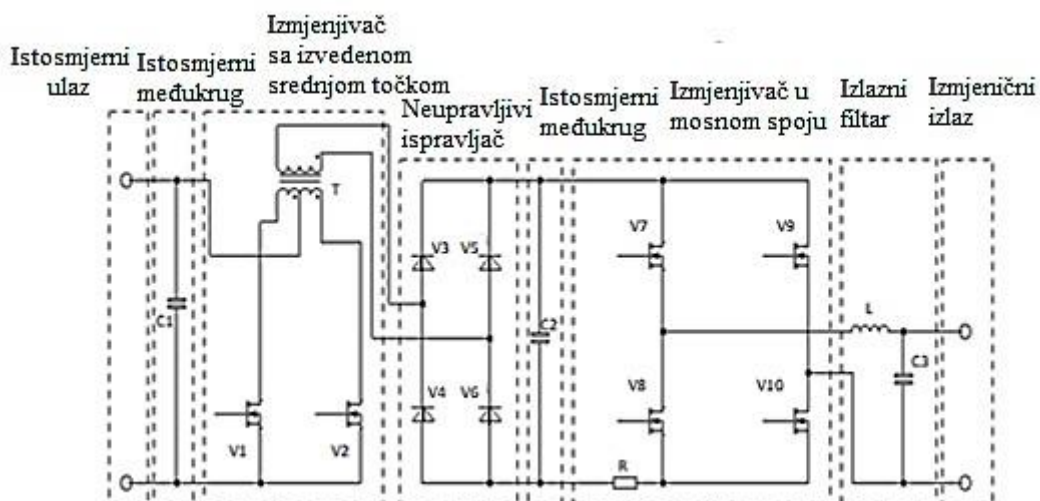 Istosmjerni
ulaz
Istosmjerni
međukrug
Izmjenjivač
sa izvedenom
srednjom točkom
Neupravljivi
ispravljač
Istosmjerni
međukrug
Izmjenjivač u
mosnom spoju
Izlazni
filtar
Izmjenični
izlaz
T
V7
V9
V3
V5
L
C1
C2
C3
V4
V6
V8
V10
V1
V2
R